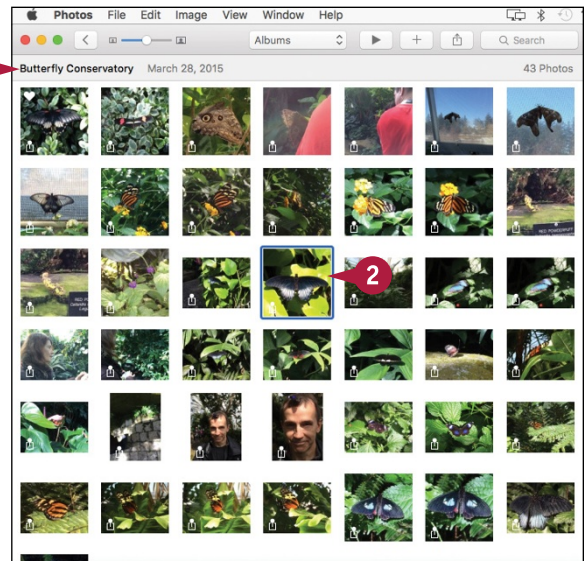 Photos File Edit Image View Window Help
Albums Search
Butterfly Conservatory March 28, 2015 43 Photos
2